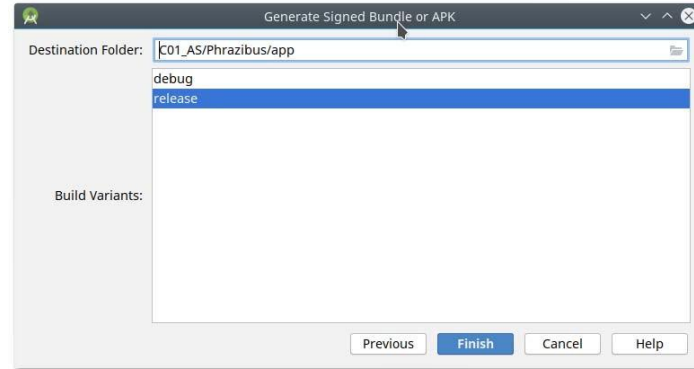 Generate Signed Bundle or APK
Destination Folder: C01_AS/Phrazibus/app
debug
release
Build Variants:
Previous Finish Cancel Help